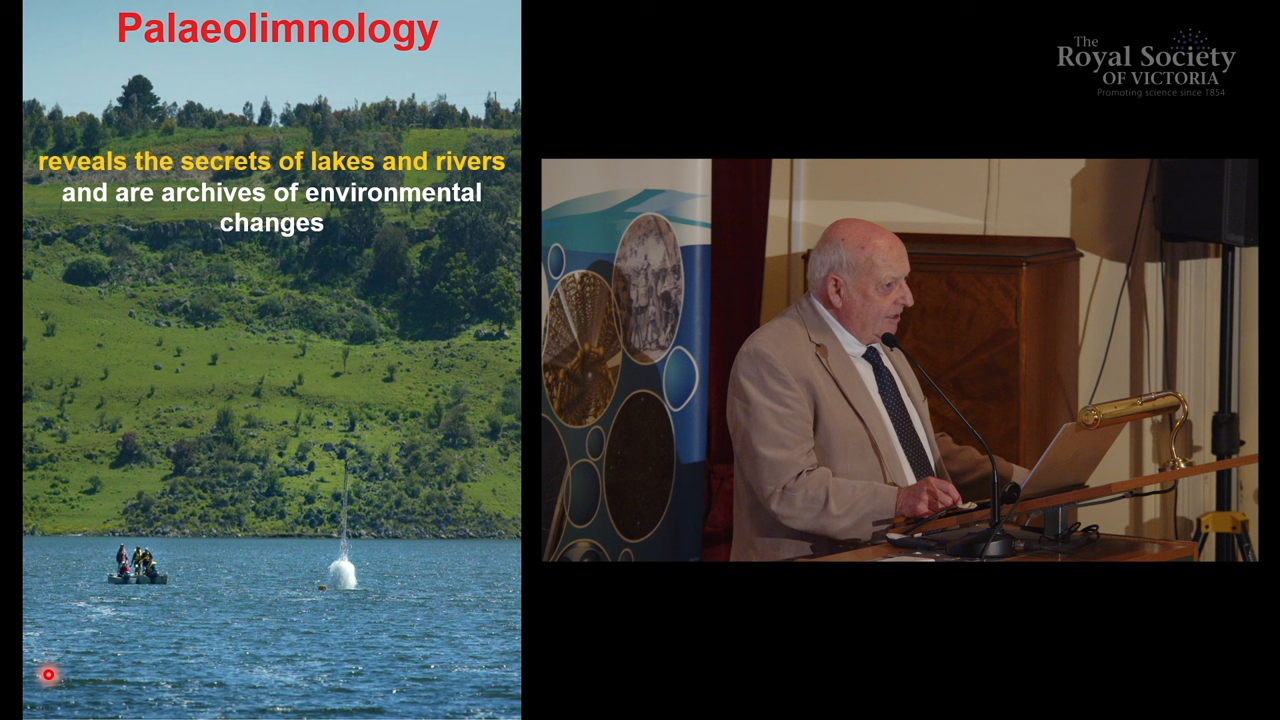 Palaeolimnology
reveals the secrets of lakes and rivers
and are archives of environmental
changes
The
Royal Society
OF VICTORIA
Promoting science since 1854